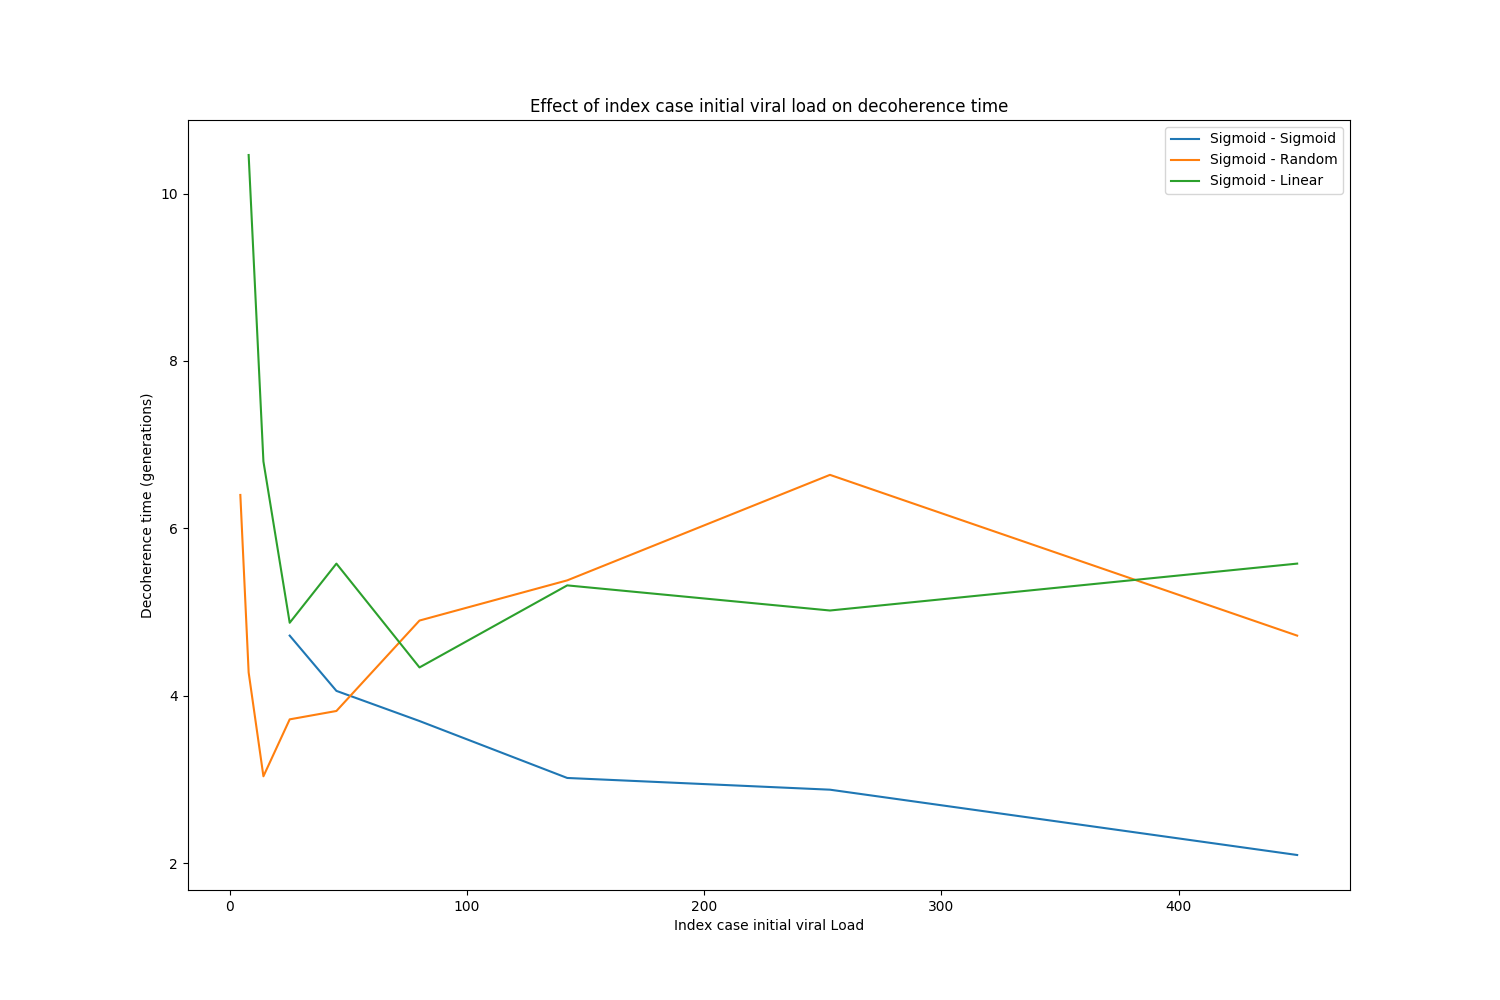 Effect of index case initial viral load on decoherence time
Sigmoid - Sigmoid
Sigmoid - Random
Sigmoid - Linear
Decoherence time (generations)
10
8
6
4
2
0
100
200
300
400
Index case initial viral Load